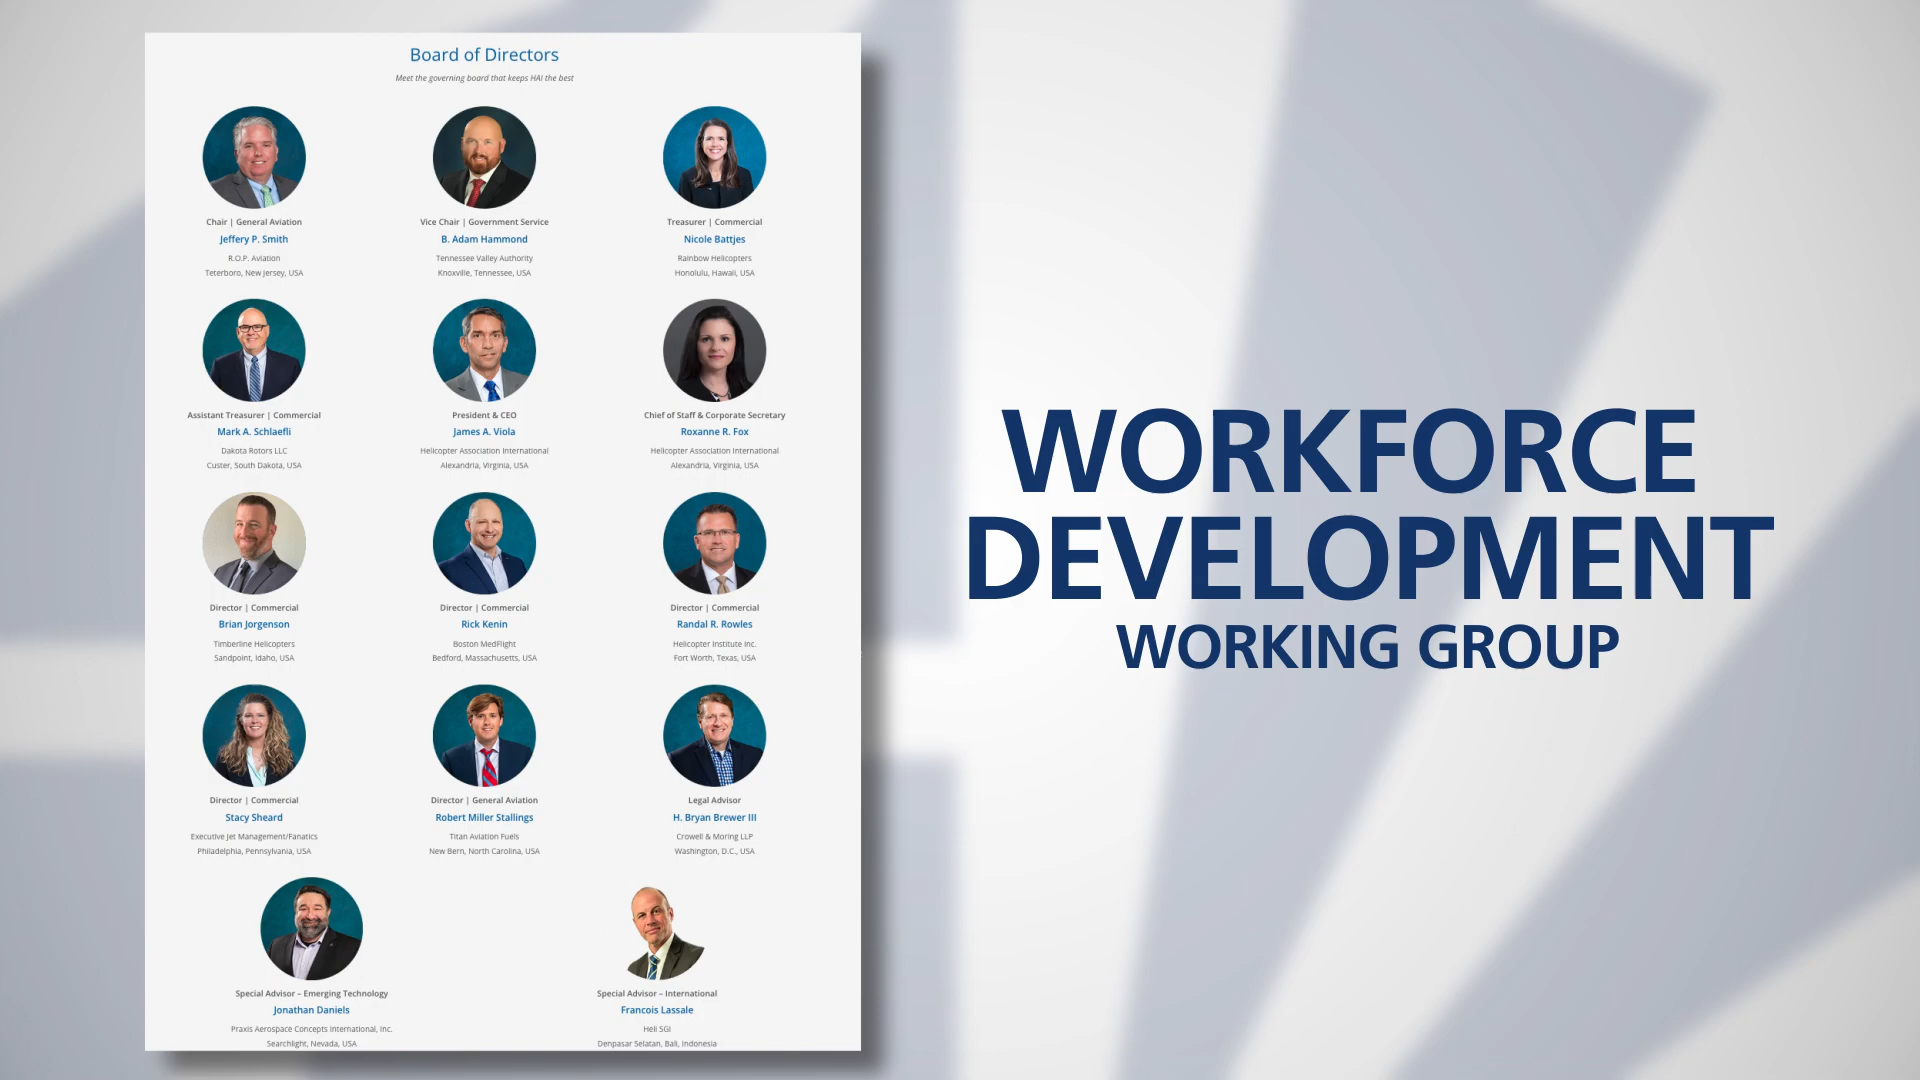 Board of Directors
Meet the governing board that keeps HAI the best
Chair | General Aviation
Jeffery P. Smith
R.O.P. Aviation
Teterboro, New Jersey, USA
Vice Chair | Government Service
B. Adam Hammond
Tennessee Valley Authority
Knoxville, Tennessee, USA
Treasurer | Commercial
Nicole Battjes
Rainbow Helicopters
Honolulu, Hawaii, USA
Assistant Treasurer | Commercial
Mark A. Schlaefli
Dakota Rotors LLC
Custer, South Dakota, USA
President & CEO
James A. Viola
Helicopter Association International
Alexandria, Virginia, USA
Chief of Staff & Corporate Secretary
Roxanne R. Fox
Helicopter Association International
Alexandria, Virginia, USA
Director | Commercial
Brian Jorgenson
Timberline Helicopters
Sandpoint, Idaho, USA
Director | Commercial
Rick Kenin
Boston MedFlight
Bedford, Massachusetts, USA
Director | Commercial
Randal R. Rowles
Helicopter Institute Inc.
Fort Worth, Texas, USA
Director | Commercial
Stacy Sheard
Executive Jet Management/Fanatics
Philadelphia, Pennsylvania, USA
Director | General Aviation
Robert Miller Stallings
Titan Aviation Fuels
New Bern, North Carolina, USA
Legal Advisor
H. Bryan Brewer III
Crowell & Moring LLP
Washington, D.C., USA
Special Advisor – Emerging Technology
Jonathan Daniels
Praxis Aerospace Concepts International, Inc.
Searchlight, Nevada, USA
Special Advisor – International
Francois Lassale
Heli SGI
Denpasar Selatan, Bali, Indonesia
WORKFORCE
DEVELOPMENT
WORKING GROUP